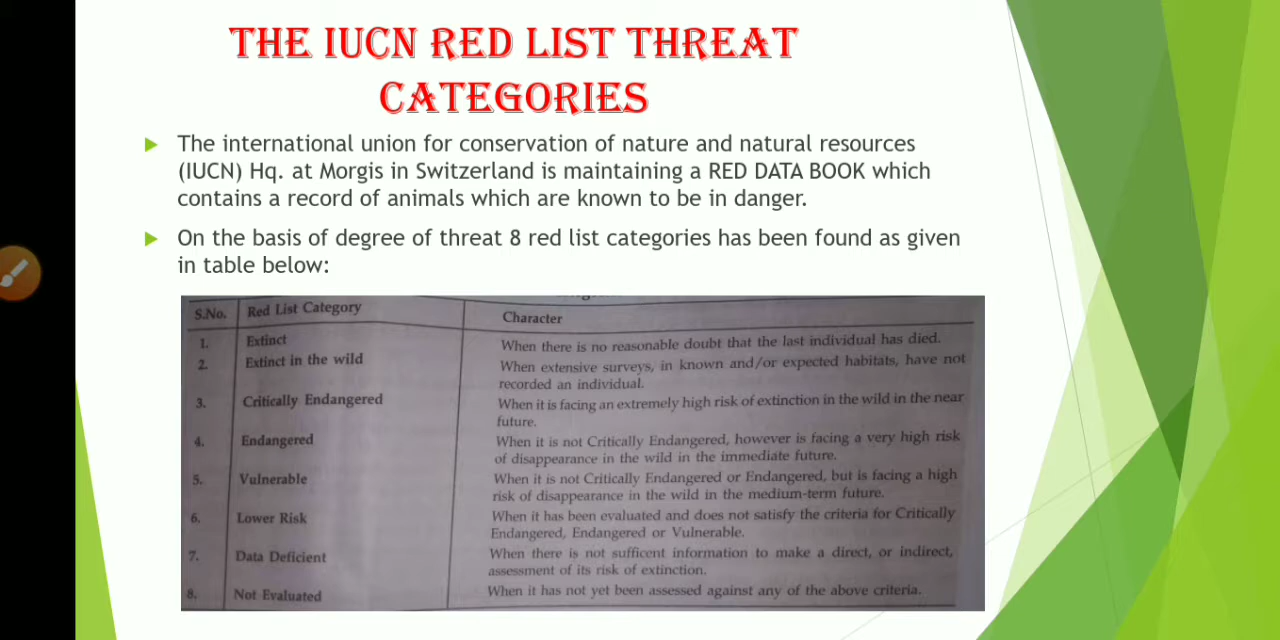 THE IUCN RED LIST THREAT
CATEGORIES
The international union for conservation of nature and natural resources
(IUCN) Hq. at Morgis in Switzerland is maintaining a RED DATA BOOK which
contains a record of animals which are known to be in danger.
On the basis of degree of threat 8 red list categories has been found as given
in table below:
S.No. Red List Category Character
1. Extinct When there is no reasonable doubt that the last individual has died.
2. Extinct in the wild When extensive surveys, in known and/or expected habitats, have not
recorded an individual.
3. Critically Endangered When it is facing an extremely high risk of extinction in the wild in the near
future.
4. Endangered When it is not Critically Endangered, however is facing a very high risk
of disappearance in the wild in the immediate future.
5. Vulnerable When it is not Critically Endangered or Endangered, but is facing a high
risk of disappearance in the wild in the medium-term future.
6. Lower Risk When it has been evaluated and does not satisfy the criteria for Critically
Endangered, Endangered or Vulnerable.
7. Data Deficient When there is not sufficent information to make a direct, or indirect,
assessment of its risk of extinction.
8. Not Evaluated When it has not yet been assessed against any of the above criteria.